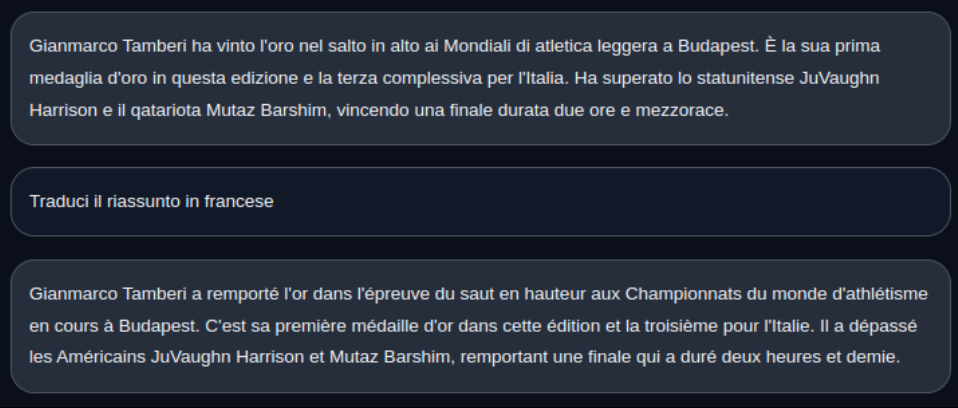 Gianmarco Tamberi ha vinto l'oro nel salto in alto ai Mondiali di atletica leggera a Budapest. È la sua prima
medaglia d'oro in questa edizione e la terza complessiva per l'Italia. Ha superato lo statunitense JuVaughn
Harrison e il qatariota Mutaz Barshim, vincendo una finale durata due ore e mezzorace.
Traduci il riassunto in francese
Gianmarco Tamberi a remporté l'or dans l'épreuve du saut en hauteur aux Championnats du monde d'athlétisme
en cours à Budapest. C'est sa première médaille d'or dans cette édition et la troisième pour l'Italie. Il a dépassé
les Américains JuVaughn Harrison et Mutaz Barshim, remportant une finale qui a duré deux heures et demie.